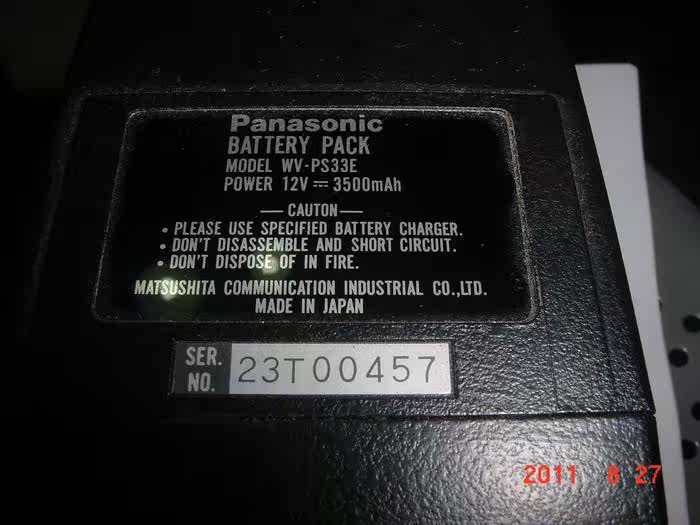 Panasonic
BATTERY PACK
MODEL WV-PS33E
POWER 12V ⎓ 3500mAh
— CAUTON —
• PLEASE USE SPECIFIED BATTERY CHARGER.
• DON'T DISASSEMBLE AND SHORT CIRCUIT.
• DON'T DISPOSE OF IN FIRE.
MATSUSHITA COMMUNICATION INDUSTRIAL CO.,LTD.
MADE IN JAPAN
SER. NO. 23T00457
2011 8 27